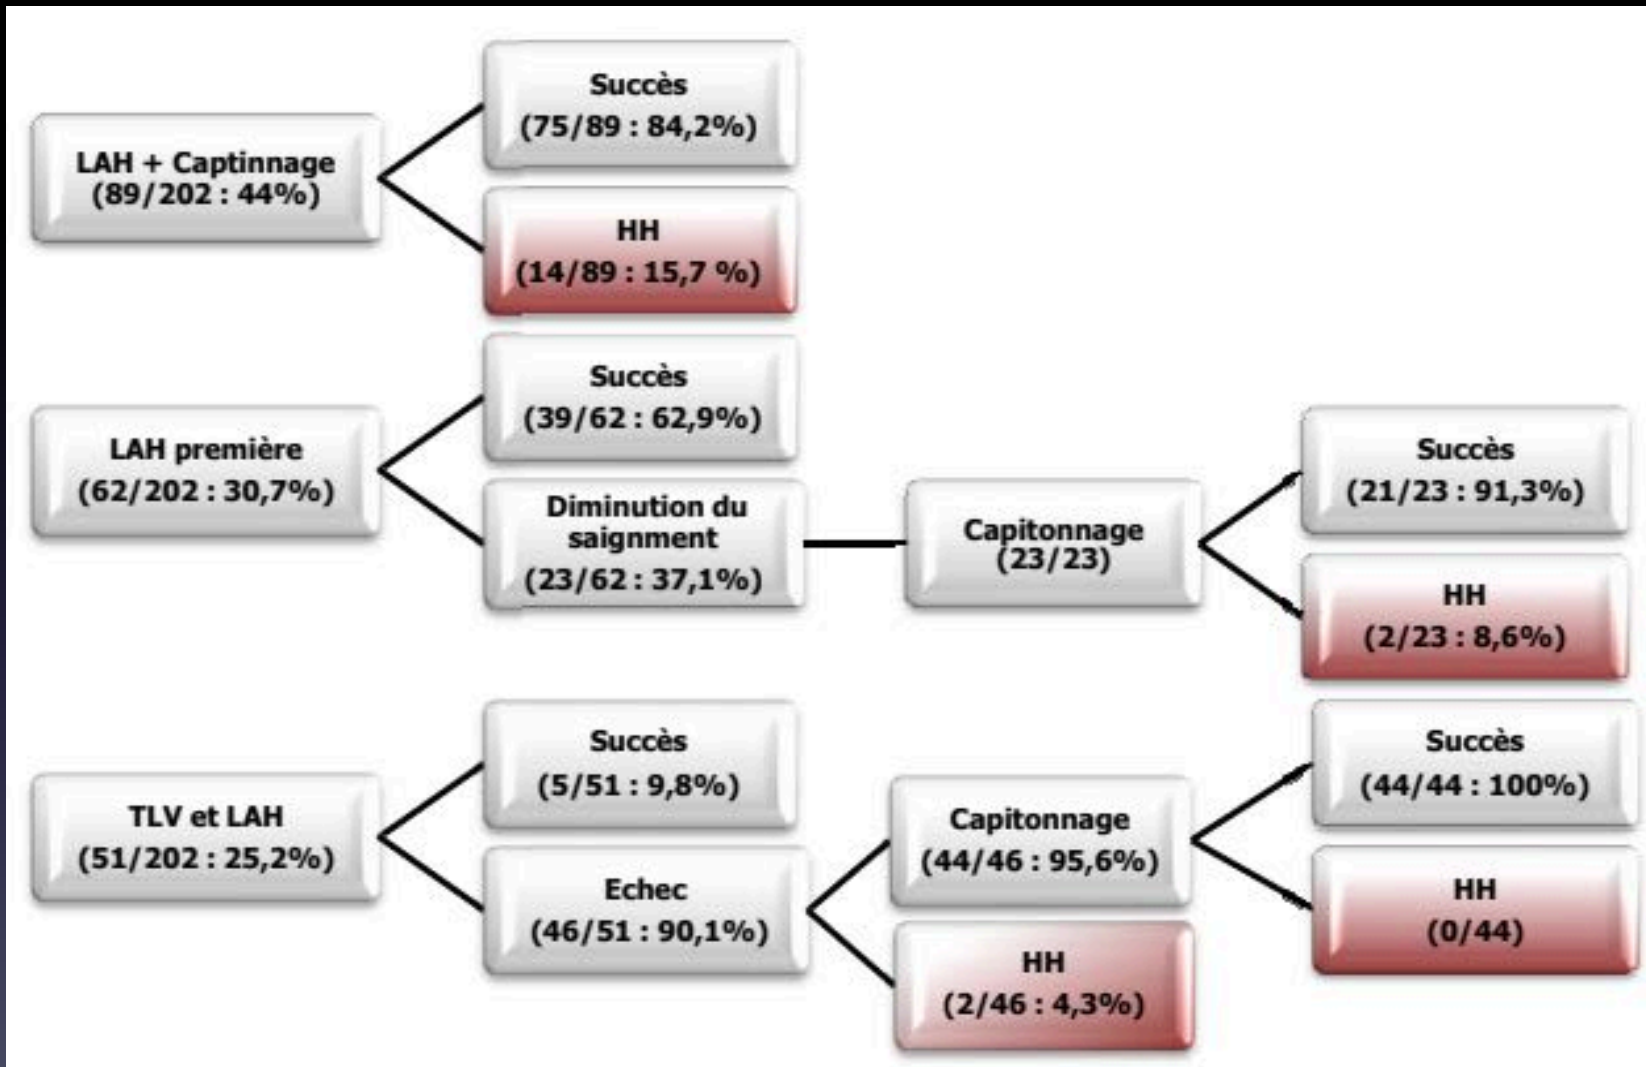 LAH + Captinnage
(89/202 : 44%)
Succès
(75/89 : 84,2%)
HH
(14/89 : 15,7 %)
LAH première
(62/202 : 30,7%)
Succès
(39/62 : 62,9%)
Diminution du
saignment
(23/62 : 37,1%)
Capitonnage
(23/23)
Succès
(21/23 : 91,3%)
HH
(2/23 : 8,6%)
TLV et LAH
(51/202 : 25,2%)
Succès
(5/51 : 9,8%)
Echec
(46/51 : 90,1%)
Capitonnage
(44/46 : 95,6%)
HH
(2/46 : 4,3%)
Succès
(44/44 : 100%)
HH
(0/44)